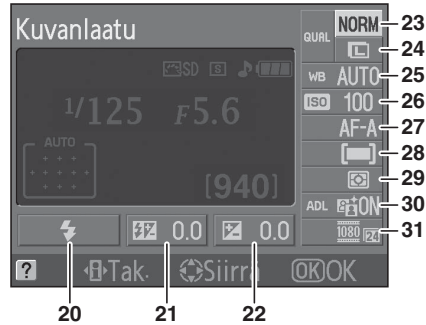 Kuvanlaatu
QUAL NORM 23
L 24
SD S
WB AUTO 25
1/125 F5.6
ISO 100 26
AF-A 27
AUTO
28
[940]
29
ADL ON 30
0.0 0.0
1080 24 31
? Tak. Siirrä OK OK
20 21 22